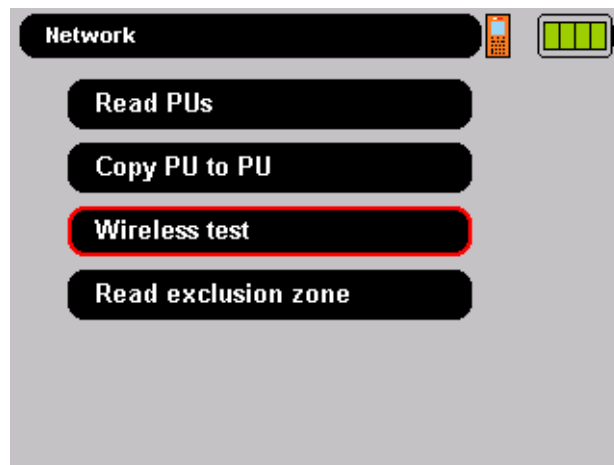 Network
Read PUs
Copy PU to PU
Wireless test
Read exclusion zone